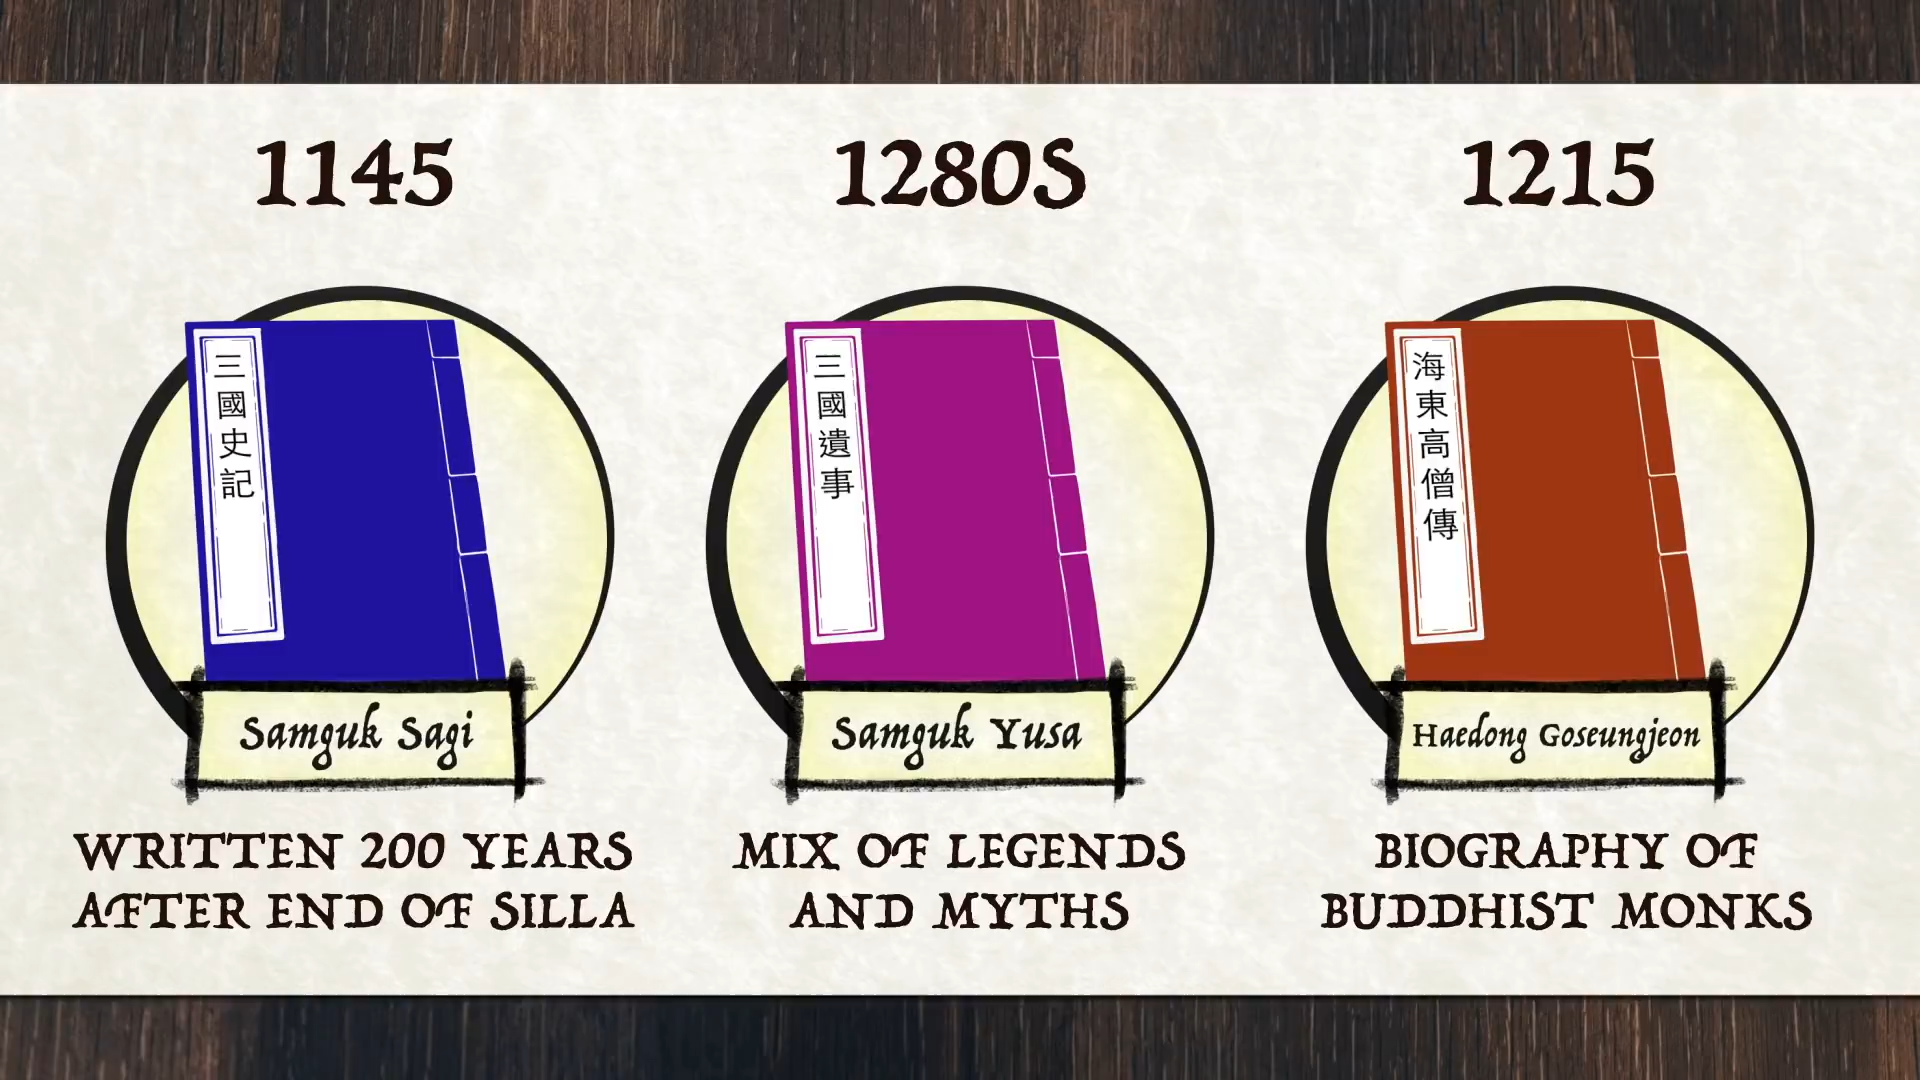 1145
三國史記
Samguk Sagi
WRITTEN 200 YEARS
AFTER END OF SILLA
1280S
三國遺事
Samguk Yusa
MIX OF LEGENDS
AND MYTHS
1215
海東高僧傳
Haedong Goseungjeon
BIOGRAPHY OF
BUDDHIST MONKS